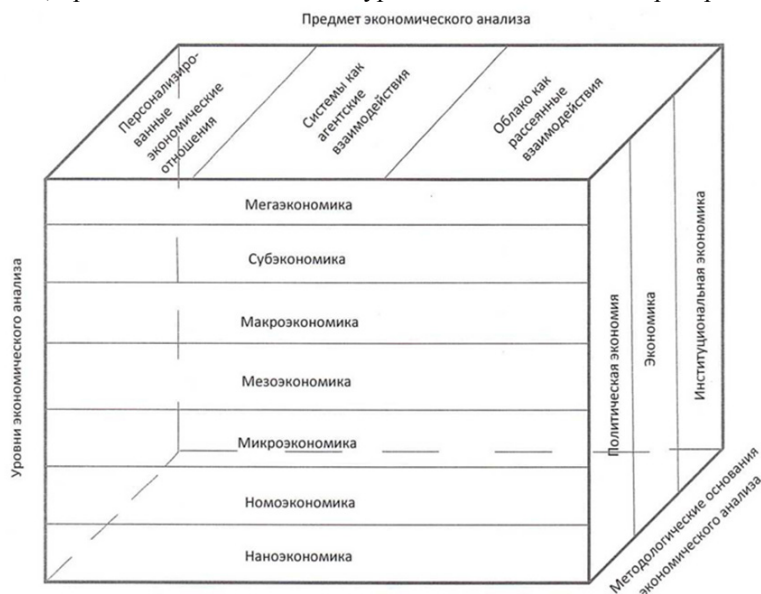 Предмет экономического анализа
Персонализиро-
ванные
экономические
отношения
Системы как
агентские
взаимодействия
Облако как
рассеянные
взаимодействия
Мегаэкономика
Субэкономика
Макроэкономика
Мезоэкономика
Микроэкономика
Номоэкономика
Наноэкономика
Уровни экономического анализа
Политическая экономия
Экономика
Институциональная экономика
Методологические основания
экономического анализа